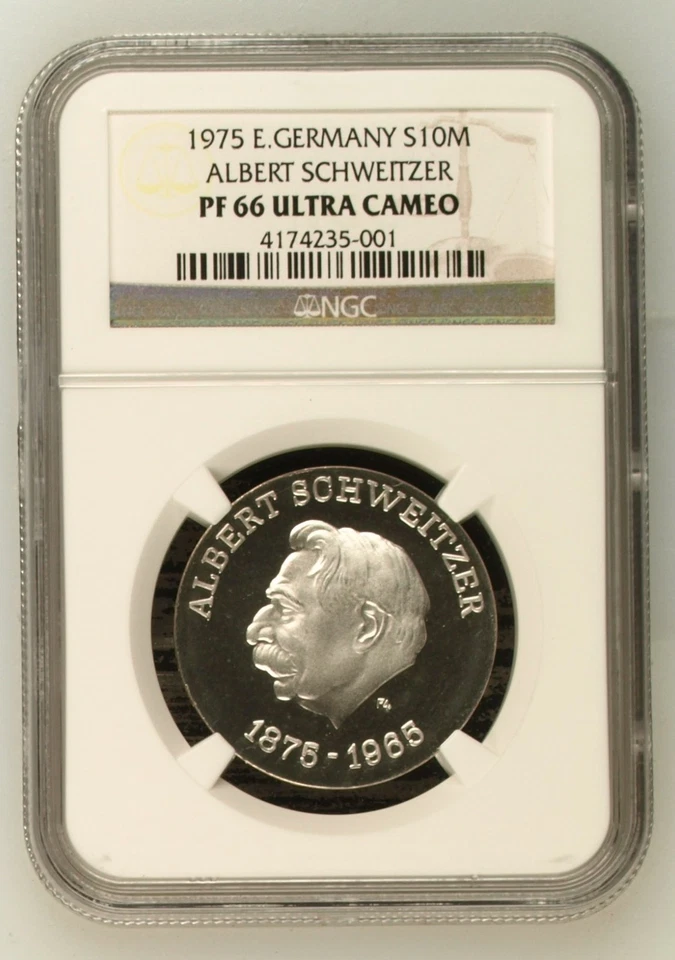 1975 E.GERMANY S10M
ALBERT SCHWEITZER
PF 66 ULTRA CAMEO
4174235-001
NGC
ALBERT SCHWEITZER
1875-1965